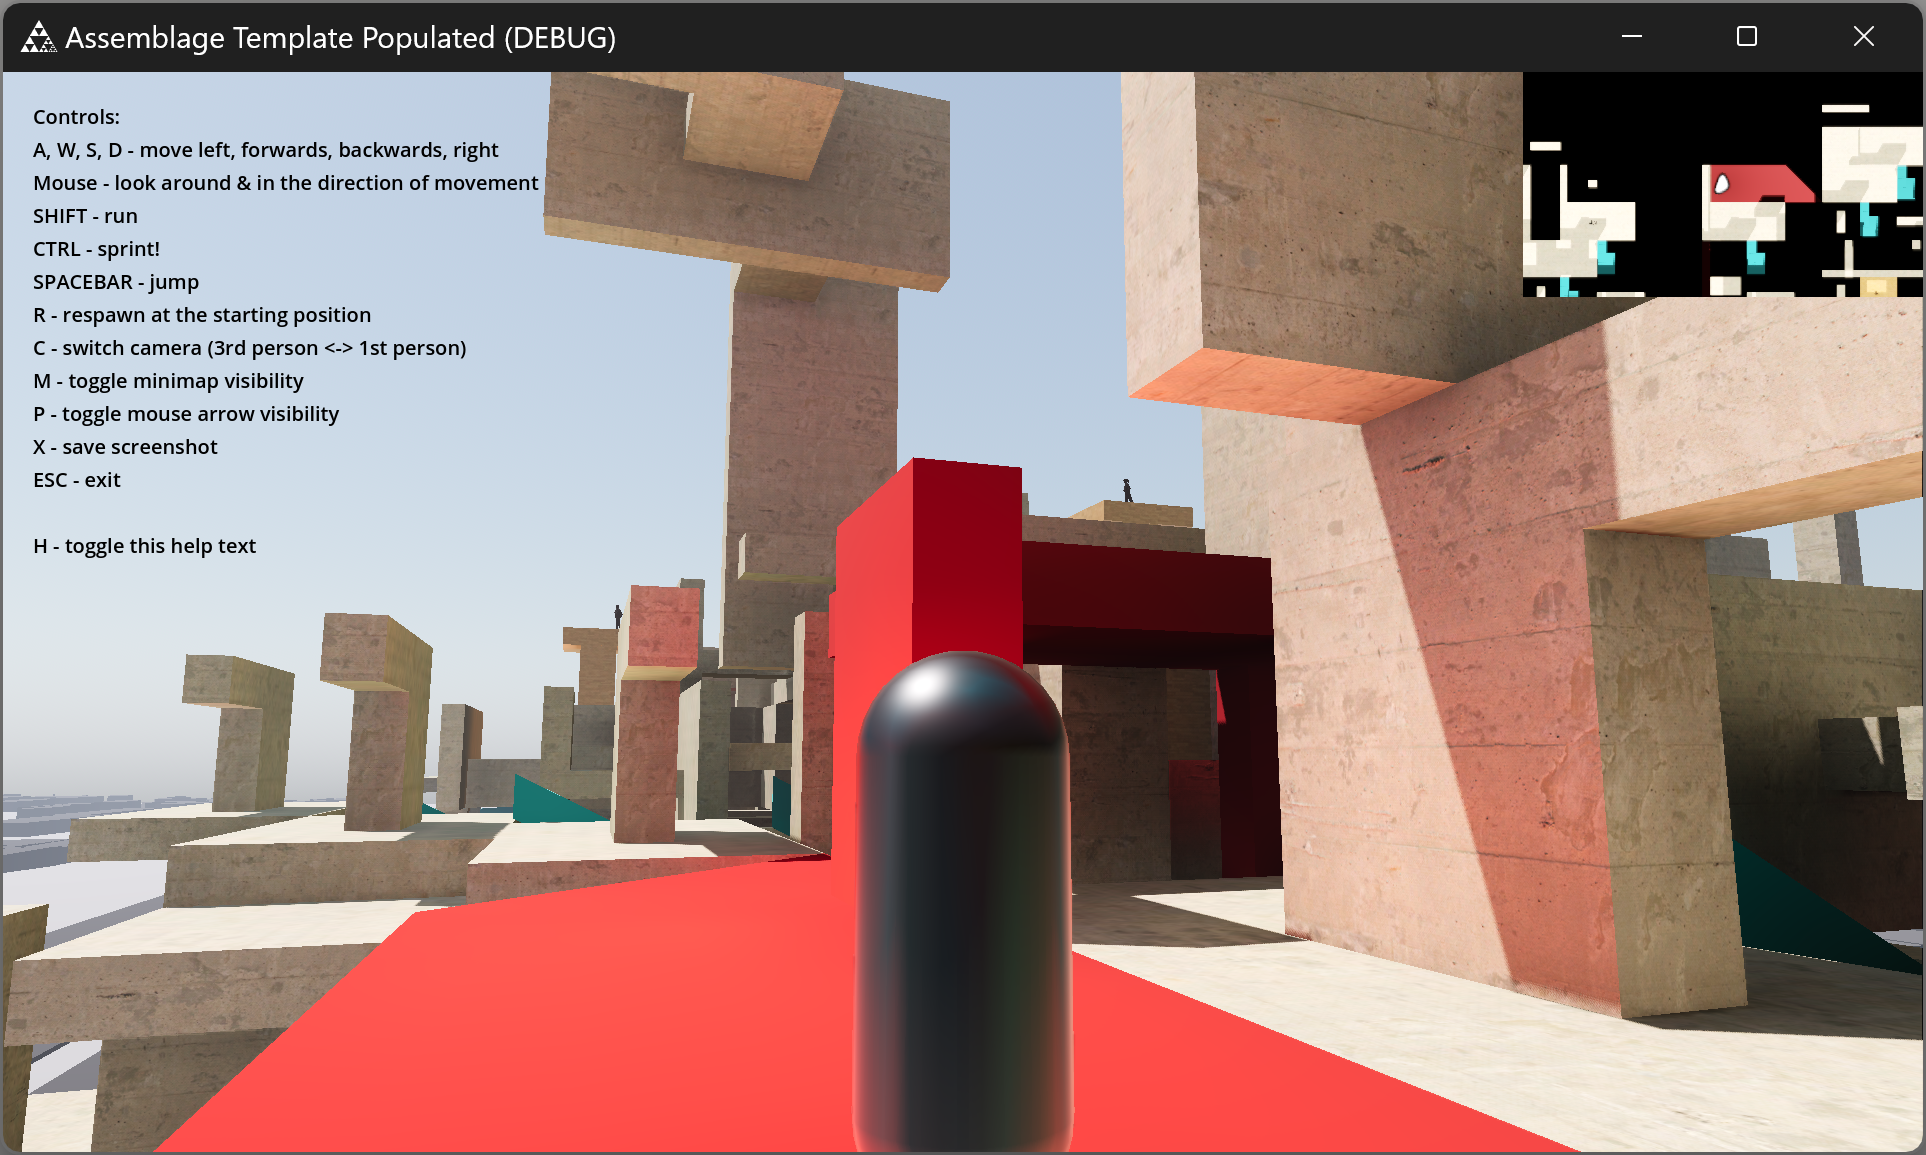 Assemblage Template Populated (DEBUG)
Controls:
A, W, S, D - move left, forwards, backwards, right
Mouse - look around & in the direction of movement
SHIFT - run
CTRL - sprint!
SPACEBAR - jump
R - respawn at the starting position
C - switch camera (3rd person <-> 1st person)
M - toggle minimap visibility
P - toggle mouse arrow visibility
X - save screenshot
ESC - exit
H - toggle this help text